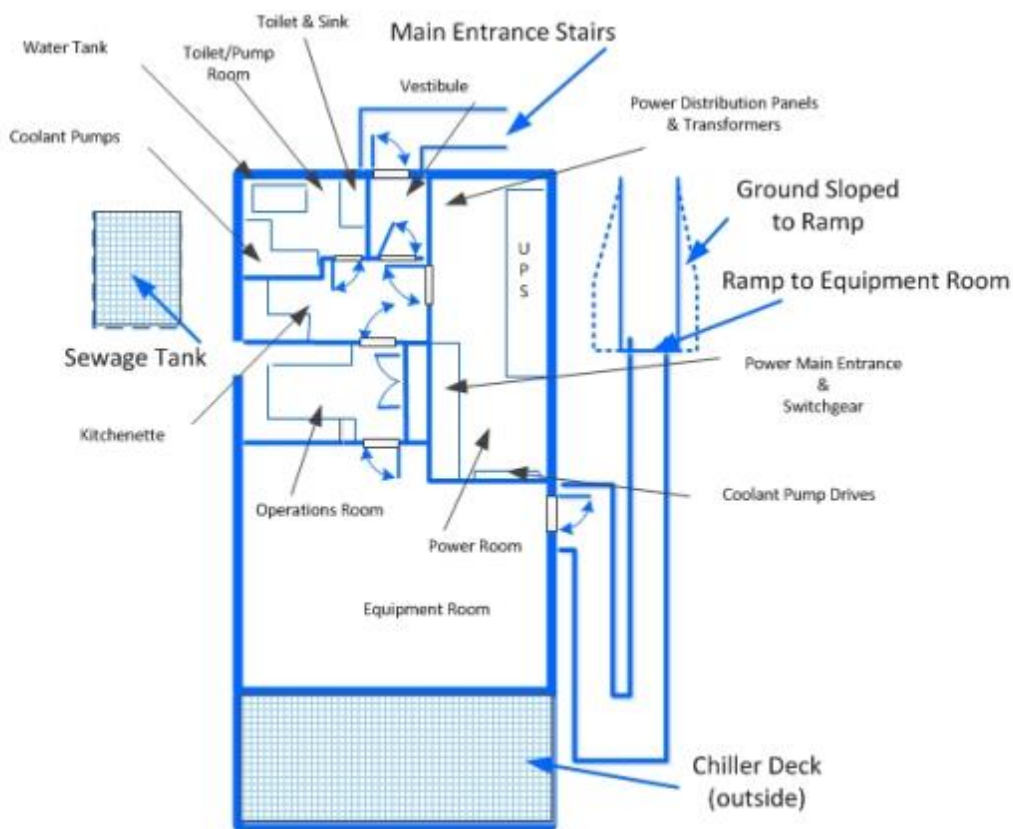 Toilet & Sink
Main Entrance Stairs
Water Tank
Toilet/Pump
Room
Vestibule
Power Distribution Panels
& Transformers
Coolant Pumps
Ground Sloped
to Ramp
UPS
Ramp to Equipment Room
Sewage Tank
Power Main Entrance
&
Switchgear
Kitchenette
Coolant Pump Drives
Operations Room
Power Room
Equipment Room
Chiller Deck
(outside)